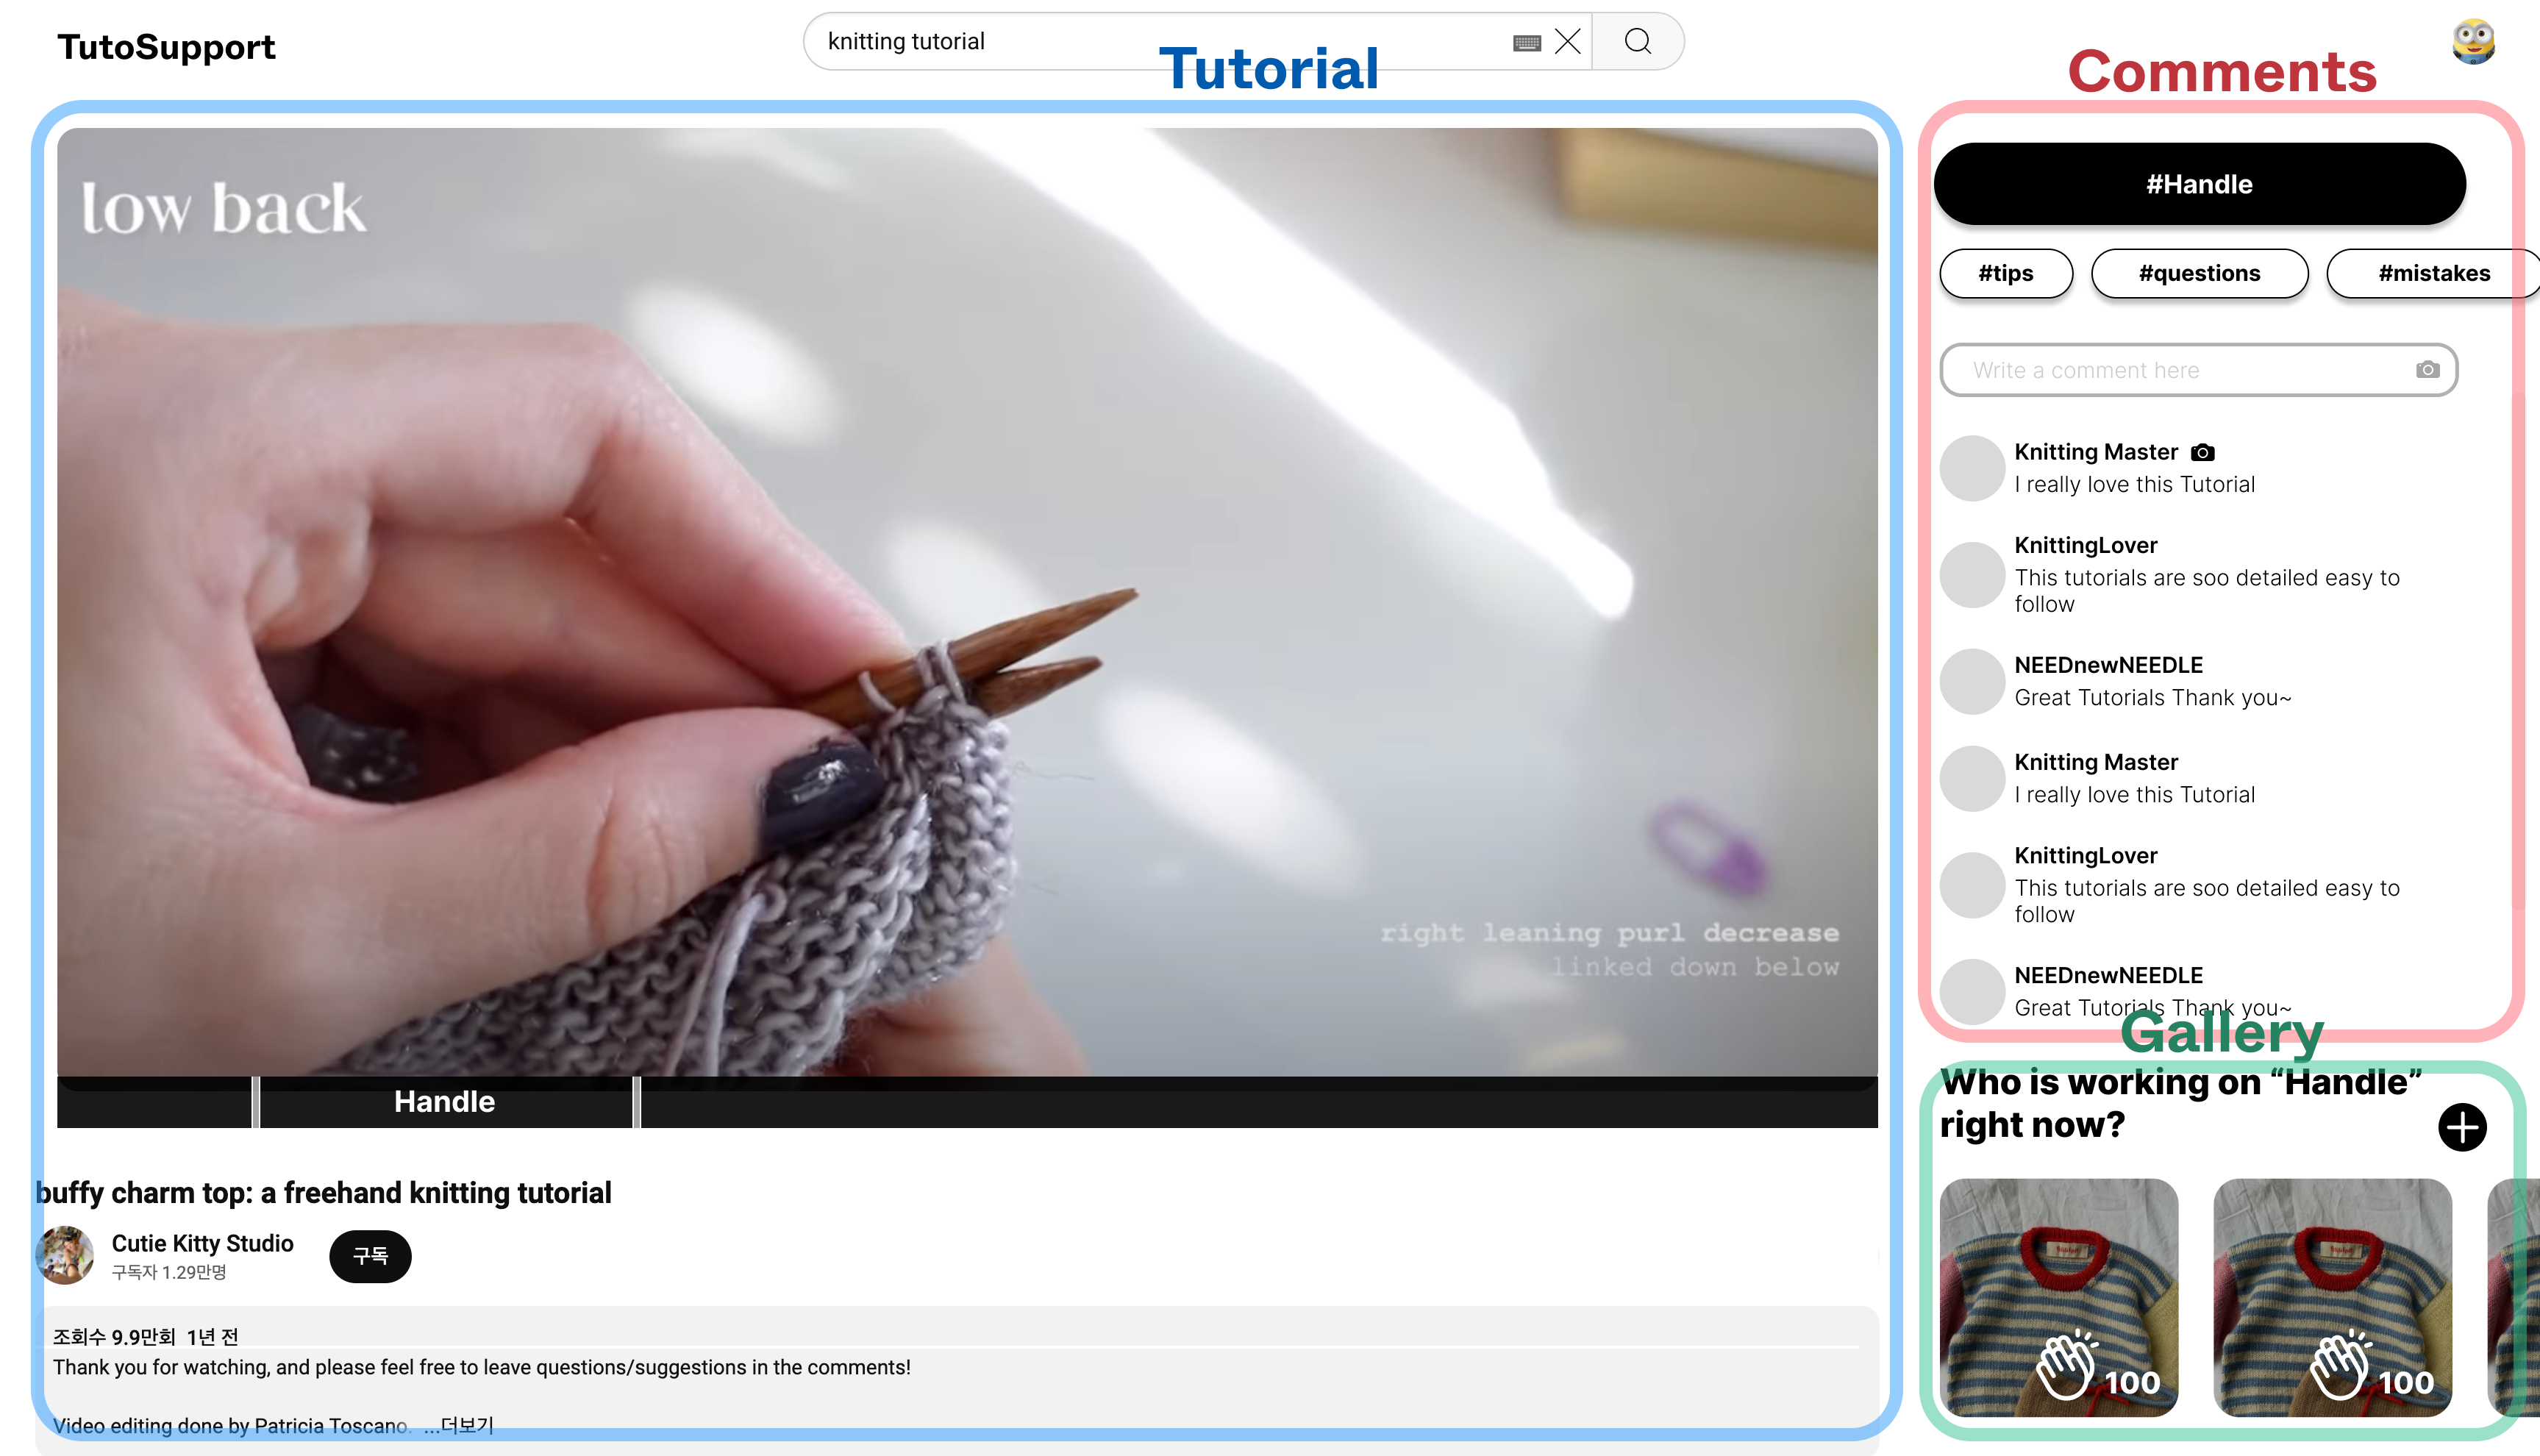 TutoSupport
knitting tutorial
Tutorial
low back
right leaning purl decrease
linked down below
Handle
buffy charm top: a freehand knitting tutorial
Cutie Kitty Studio
구독자 1.29만명
구독
조회수 9.9만회 1년 전
Thank you for watching, and please feel free to leave questions/suggestions in the comments!
Video editing done by Patricia Toscano. ...더보기
Comments
#Handle
#tips #questions #mistakes
Write a comment here
Knitting Master
I really love this Tutorial
KnittingLover
This tutorials are soo detailed easy to
follow
NEEDnewNEEDLE
Great Tutorials Thank you~
Knitting Master
I really love this Tutorial
KnittingLover
This tutorials are soo detailed easy to
follow
NEEDnewNEEDLE
Great Tutorials Thank you~
Gallery
Who is working on “Handle”
right now?
100
100